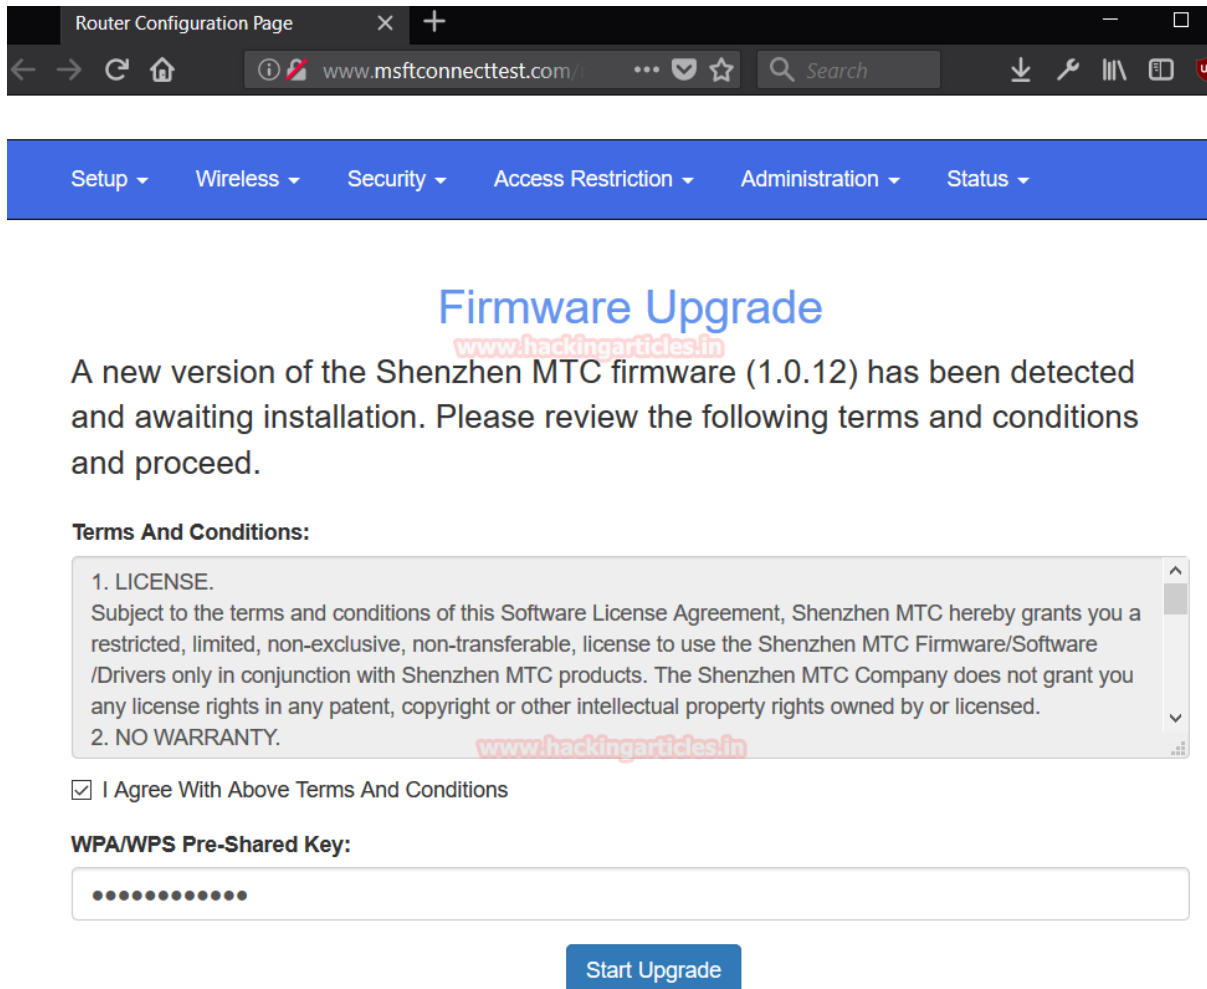 Router Configuration Page
www.msftconnecttest.com/
Search
Setup
Wireless
Security
Access Restriction
Administration
Status
Firmware Upgrade
www.hackingarticles.in
A new version of the Shenzhen MTC firmware (1.0.12) has been detected
and awaiting installation. Please review the following terms and conditions
and proceed.
Terms And Conditions:
1. LICENSE.
Subject to the terms and conditions of this Software License Agreement, Shenzhen MTC hereby grants you a
restricted, limited, non-exclusive, non-transferable, license to use the Shenzhen MTC Firmware/Software
/Drivers only in conjunction with Shenzhen MTC products. The Shenzhen MTC Company does not grant you
any license rights in any patent, copyright or other intellectual property rights owned by or licensed.
2. NO WARRANTY.
www.hackingarticles.in
I Agree With Above Terms And Conditions
WPA/WPS Pre-Shared Key:
●●●●●●●●●●●●
Start Upgrade